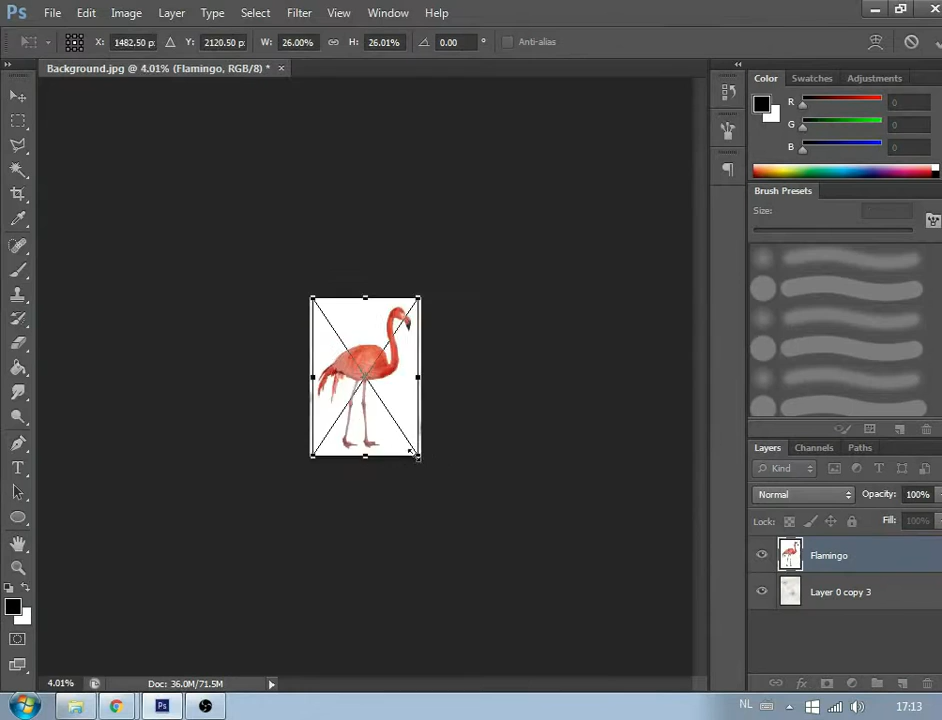 Ps File Edit Image Layer Type Select Filter View Window Help
X: 1482.50 p: Y: 2120.50 p: W: 26.00% H: 26.01% 0.00 ° Anti-alias
Background.jpg @ 4.01% (Flamingo, RGB/8) * ×
Color Swatches Adjustments
R 0
G 0
B 0
Brush Presets
Size:
Layers Channels Paths
Kind
Normal Opacity: 100%
Lock: Fill: 100%
Flamingo
Layer 0 copy 3
4.01% Doc: 36.0M/71.5M
Ps NL 17:13